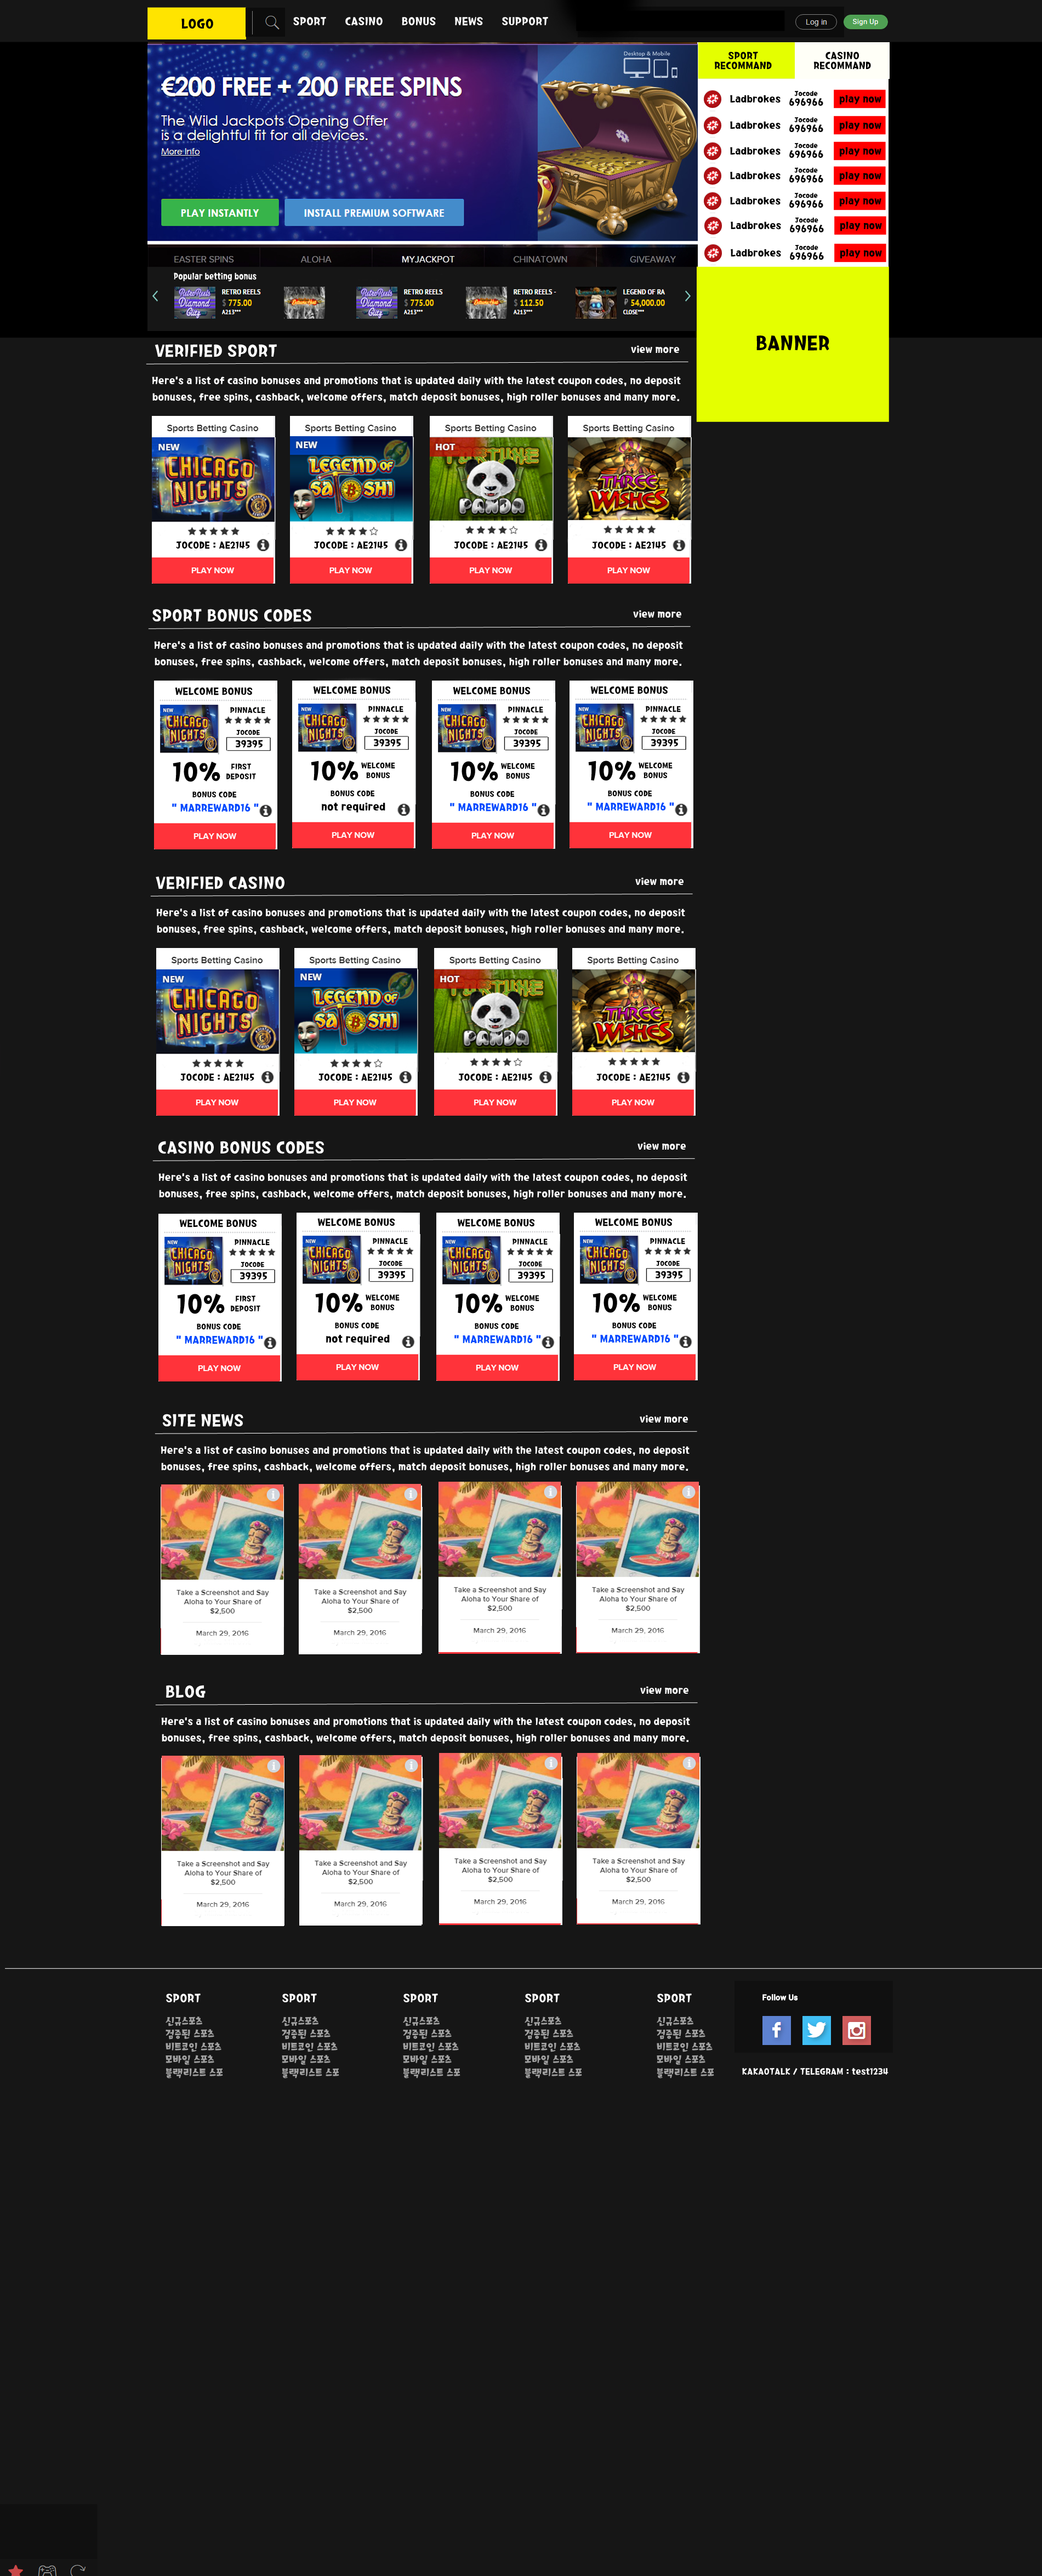 LOGO
SPORT CASINO BONUS NEWS SUPPORT
Log in Sign Up
€200 FREE + 200 FREE SPINS
The Wild Jackpots Opening Offer
is a delightful fit for all devices.
More Info
Desktop & Mobile
PLAY INSTANTLY INSTALL PREMIUM SOFTWARE
EASTER SPINS ALOHA MYJACKPOT CHINATOWN GIVEAWAY
SPORT RECOMMAND CASINO RECOMMAND
Ladbrokes Jocode 696966 play now
Ladbrokes Jocode 696966 play now
Ladbrokes Jocode 696966 play now
Ladbrokes Jocode 696966 play now
Ladbrokes Jocode 696966 play now
Ladbrokes Jocode 696966 play now
Ladbrokes Jocode 696966 play now
BANNER
Popular betting bonus
Retro Reels Diamond Glitz RETRO REELS $ 775.00 A213***
Retro Reels Diamond Glitz RETRO REELS $ 775.00 A213***
RETRO REELS - $ 112.50 A213***
LEGEND OF RA ₽ 54,000.00 CLOSE***
VERIFIED SPORT view more
Here's a list of casino bonuses and promotions that is updated daily with the latest coupon codes, no deposit
bonuses, free spins, cashback, welcome offers, match deposit bonuses, high roller bonuses and many more.
Sports Betting Casino Sports Betting Casino Sports Betting Casino Sports Betting Casino
NEW NEW HOT
CHICAGO NIGHTS LEGEND OF SATOSHI FORTUNE PANDA THREE WISHES
JOCODE : AE2145 JOCODE : AE2145 JOCODE : AE2145 JOCODE : AE2145
PLAY NOW PLAY NOW PLAY NOW PLAY NOW
SPORT BONUS CODES view more
Here's a list of casino bonuses and promotions that is updated daily with the latest coupon codes, no deposit
bonuses, free spins, cashback, welcome offers, match deposit bonuses, high roller bonuses and many more.
WELCOME BONUS WELCOME BONUS WELCOME BONUS WELCOME BONUS
NEW NEW NEW NEW
CHICAGO NIGHTS CHICAGO NIGHTS CHICAGO NIGHTS CHICAGO NIGHTS
PINNACLE PINNACLE PINNACLE PINNACLE
JOCODE JOCODE JOCODE JOCODE
39395 39395 39395 39395
10% FIRST DEPOSIT 10% WELCOME BONUS 10% WELCOME BONUS 10% WELCOME BONUS
BONUS CODE BONUS CODE BONUS CODE BONUS CODE
" MARREWARD16 " not required " MARREWARD16 " " MARREWARD16 "
PLAY NOW PLAY NOW PLAY NOW PLAY NOW
VERIFIED CASINO view more
Here's a list of casino bonuses and promotions that is updated daily with the latest coupon codes, no deposit
bonuses, free spins, cashback, welcome offers, match deposit bonuses, high roller bonuses and many more.
Sports Betting Casino Sports Betting Casino Sports Betting Casino Sports Betting Casino
NEW NEW HOT
CHICAGO NIGHTS LEGEND OF SATOSHI FORTUNE PANDA THREE WISHES
JOCODE : AE2145 JOCODE : AE2145 JOCODE : AE2145 JOCODE : AE2145
PLAY NOW PLAY NOW PLAY NOW PLAY NOW
CASINO BONUS CODES view more
Here's a list of casino bonuses and promotions that is updated daily with the latest coupon codes, no deposit
bonuses, free spins, cashback, welcome offers, match deposit bonuses, high roller bonuses and many more.
WELCOME BONUS WELCOME BONUS WELCOME BONUS WELCOME BONUS
NEW NEW NEW NEW
CHICAGO NIGHTS CHICAGO NIGHTS CHICAGO NIGHTS CHICAGO NIGHTS
PINNACLE PINNACLE PINNACLE PINNACLE
JOCODE JOCODE JOCODE JOCODE
39395 39395 39395 39395
10% FIRST DEPOSIT 10% WELCOME BONUS 10% WELCOME BONUS 10% WELCOME BONUS
BONUS CODE BONUS CODE BONUS CODE BONUS CODE
" MARREWARD16 " not required " MARREWARD16 " " MARREWARD16 "
PLAY NOW PLAY NOW PLAY NOW PLAY NOW
SITE NEWS view more
Here's a list of casino bonuses and promotions that is updated daily with the latest coupon codes, no deposit
bonuses, free spins, cashback, welcome offers, match deposit bonuses, high roller bonuses and many more.
Take a Screenshot and Say Take a Screenshot and Say Take a Screenshot and Say Take a Screenshot and Say
Aloha to Your Share of Aloha to Your Share of Aloha to Your Share of Aloha to Your Share of
$2,500 $2,500 $2,500 $2,500
March 29, 2016 March 29, 2016 March 29, 2016 March 29, 2016
BLOG view more
Here's a list of casino bonuses and promotions that is updated daily with the latest coupon codes, no deposit
bonuses, free spins, cashback, welcome offers, match deposit bonuses, high roller bonuses and many more.
Take a Screenshot and Say Take a Screenshot and Say Take a Screenshot and Say Take a Screenshot and Say
Aloha to Your Share of Aloha to Your Share of Aloha to Your Share of Aloha to Your Share of
$2,500 $2,500 $2,500 $2,500
March 29, 2016 March 29, 2016 March 29, 2016 March 29, 2016
SPORT SPORT SPORT SPORT SPORT
신규스포츠 신규스포츠 신규스포츠 신규스포츠 신규스포츠
검증된 스포츠 검증된 스포츠 검증된 스포츠 검증된 스포츠 검증된 스포츠
비트코인 스포츠 비트코인 스포츠 비트코인 스포츠 비트코인 스포츠 비트코인 스포츠
모바일 스포츠 모바일 스포츠 모바일 스포츠 모바일 스포츠 모바일 스포츠
블랙리스트 스포 블랙리스트 스포 블랙리스트 스포 블랙리스트 스포 블랙리스트 스포
Follow Us
KAKAOTALK / TELEGRAM : test1234